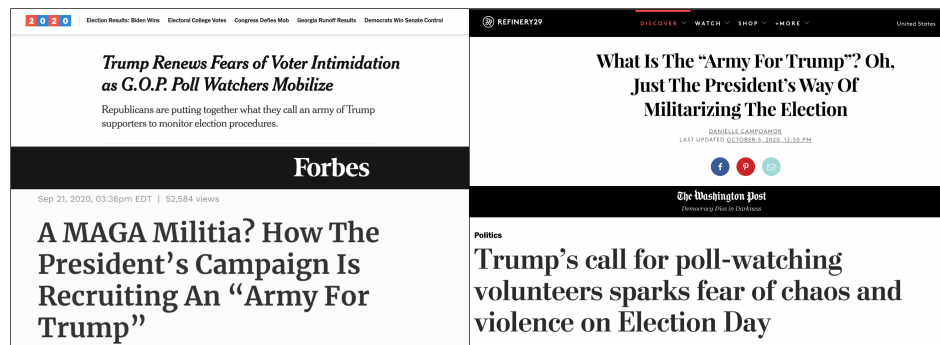 2020 Election Results: Biden Wins Electoral College Votes Congress Defies Mob Georgia Runoff Results Democrats Win Senate Control
Trump Renews Fears of Voter Intimidation
as G.O.P. Poll Watchers Mobilize
Republicans are putting together what they call an army of Trump
supporters to monitor election procedures.
Forbes
Sep 21, 2020, 03:36pm EDT | 52,584 views
A MAGA Militia? How The
President’s Campaign Is
Recruiting An “Army For
Trump”
REFINERY29 DISCOVER WATCH SHOP +MORE United States
What Is The “Army For Trump”? Oh,
Just The President’s Way Of
Militarizing The Election
DANIELLE CAMPOAMOR
LAST UPDATED OCTOBER 5, 2020, 12:50 PM
The Washington Post
Democracy Dies in Darkness
Politics
Trump’s call for poll-watching
volunteers sparks fear of chaos and
violence on Election Day